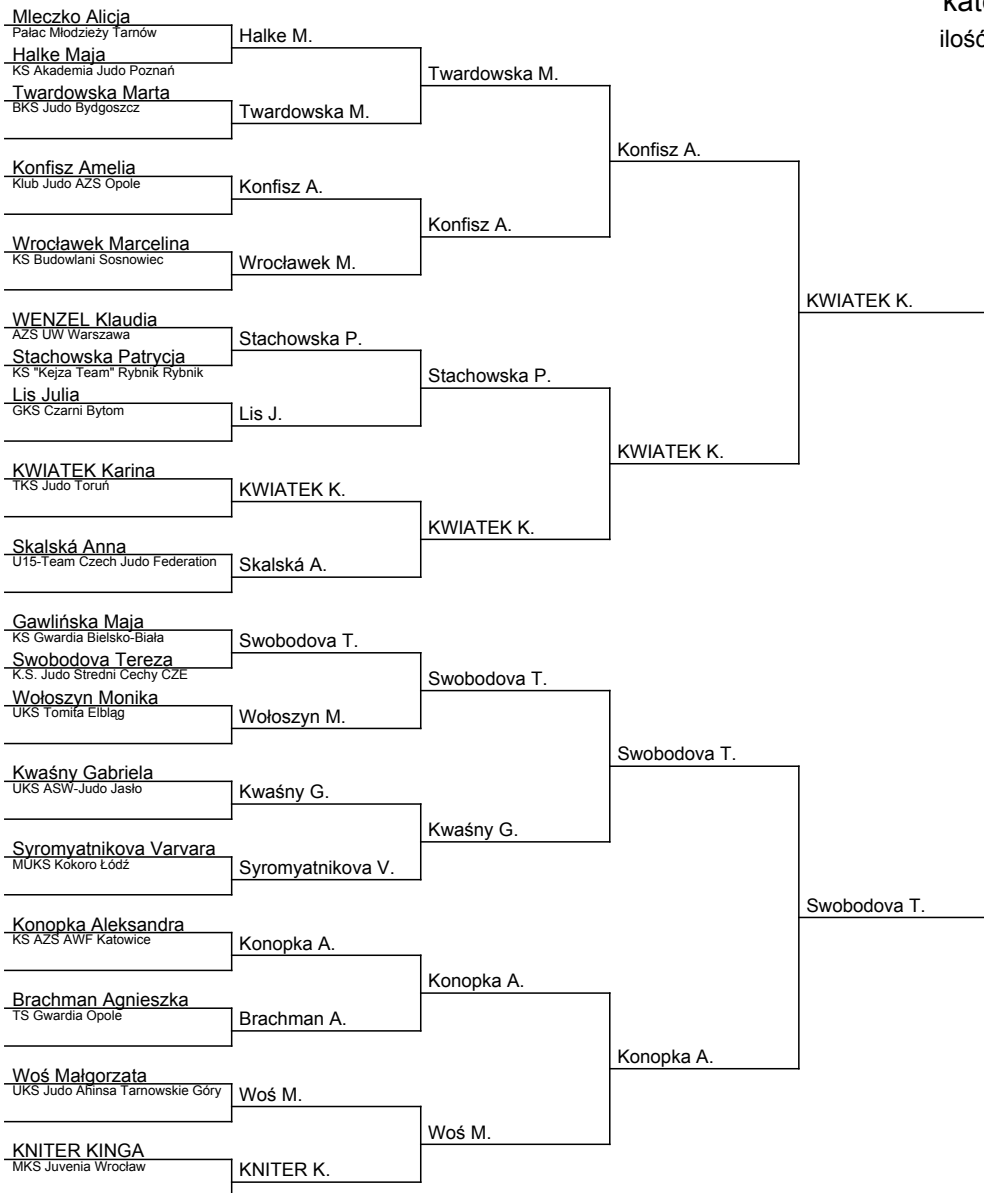 kate
ilość
Mleczko Alicja
Pałac Młodzieży Tarnów
Halke Maja
KS Akademia Judo Poznań
Twardowska Marta
BKS Judo Bydgoszcz
Konfisz Amelia
Klub Judo AZS Opole
Wrocławek Marcelina
KS Budowlani Sosnowiec
WENZEL Klaudia
AZS UW Warszawa
Stachowska Patrycja
KS "Kejza Team" Rybnik Rybnik
Lis Julia
GKS Czarni Bytom
KWIATEK Karina
TKS Judo Toruń
Skalská Anna
U15-Team Czech Judo Federation
Gawlińska Maja
KS Gwardia Bielsko-Biała
Swobodova Tereza
K.S. Judo Stredni Cechy CZE
Wołoszyn Monika
UKS Tomita Elbląg
Kwaśny Gabriela
UKS ASW-Judo Jasło
Syromyatnikova Varvara
MUKS Kokoro Łódź
Konopka Aleksandra
KS AZS AWF Katowice
Brachman Agnieszka
TS Gwardia Opole
Woś Małgorzata
UKS Judo Ahinsa Tarnowskie Góry
KNITER KINGA
MKS Juvenia Wrocław
Halke M.
Twardowska M.
Konfisz A.
Wrocławek M.
Stachowska P.
Lis J.
KWIATEK K.
Skalská A.
Swobodova T.
Wołoszyn M.
Kwaśny G.
Syromyatnikova V.
Konopka A.
Brachman A.
Woś M.
KNITER K.
Twardowska M.
Konfisz A.
Stachowska P.
KWIATEK K.
Swobodova T.
Kwaśny G.
Konopka A.
Woś M.
Konfisz A.
KWIATEK K.
Swobodova T.
Konopka A.
KWIATEK K.
Swobodova T.